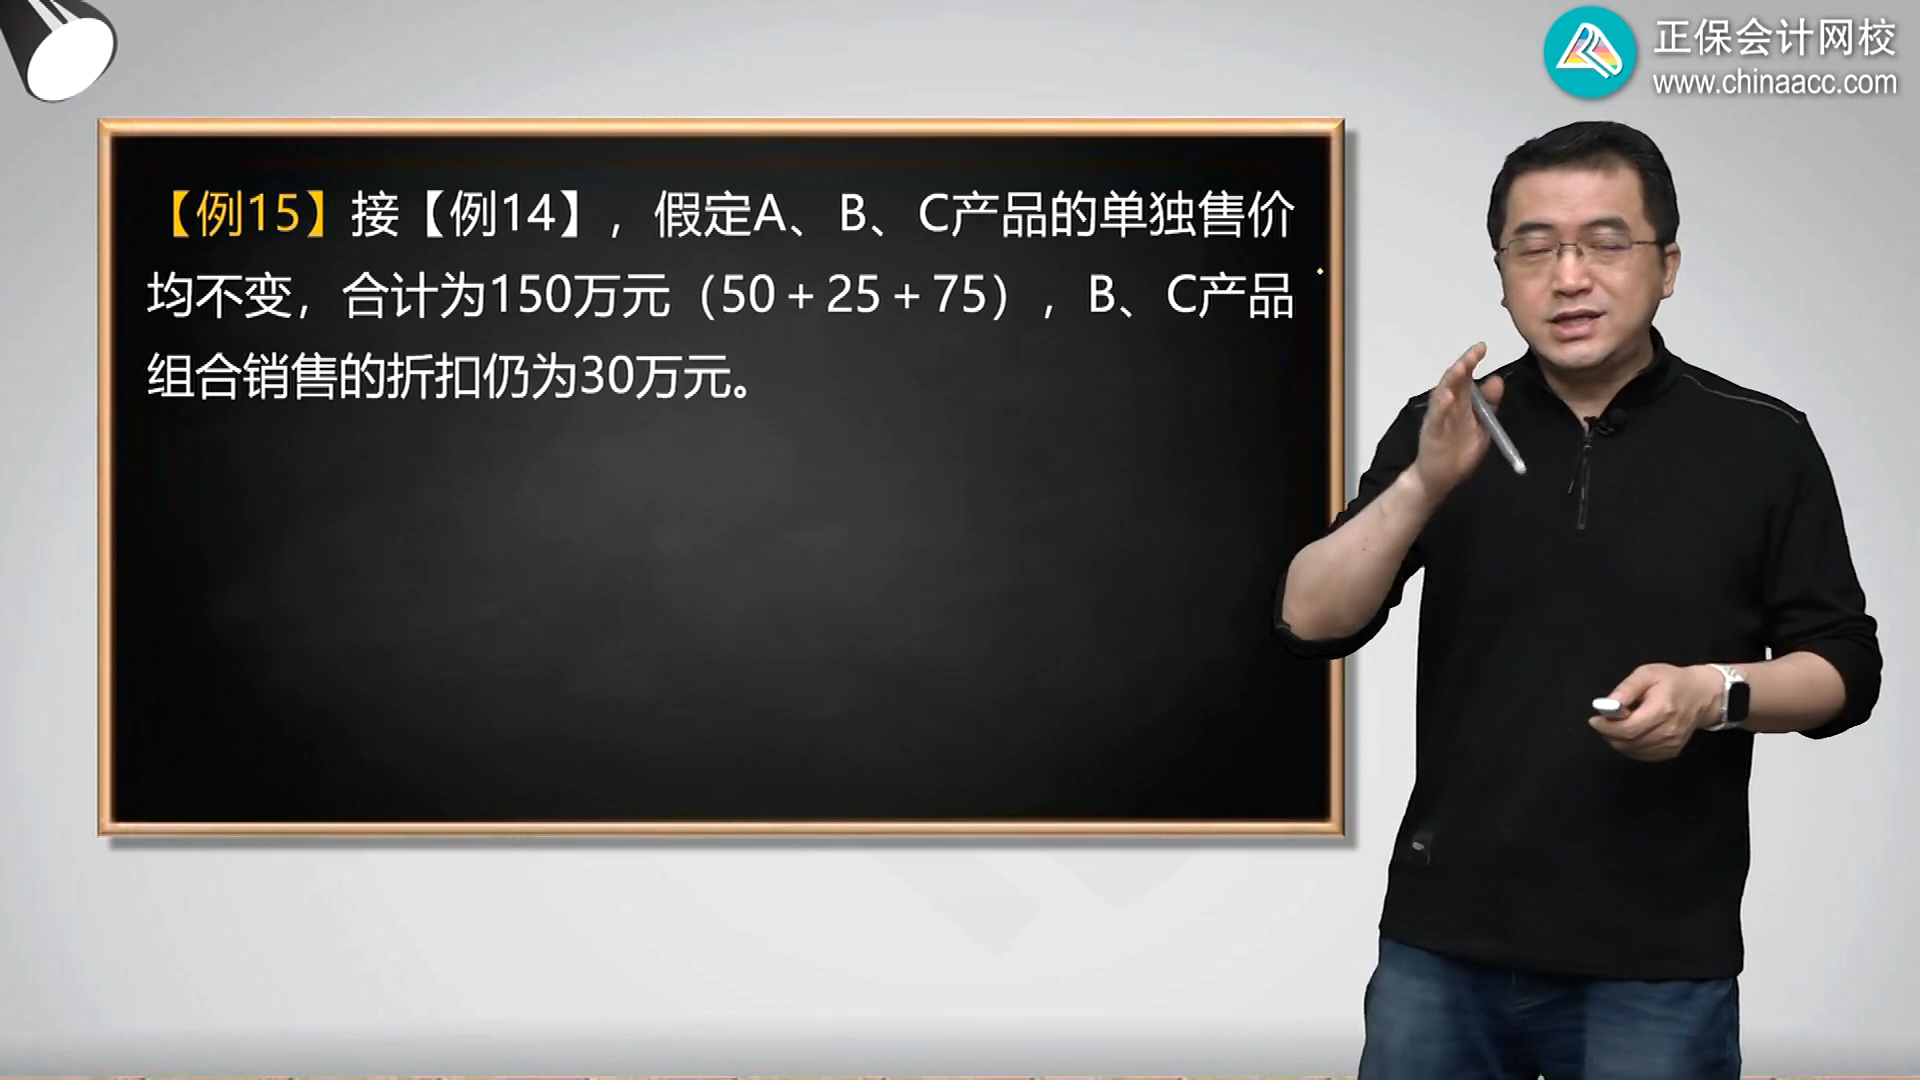 正保会计网校
www.chinaacc.com
【例15】接【例14】，假定A、B、C产品的单独售价
均不变，合计为150万元（50＋25＋75），B、C产品
组合销售的折扣仍为30万元。